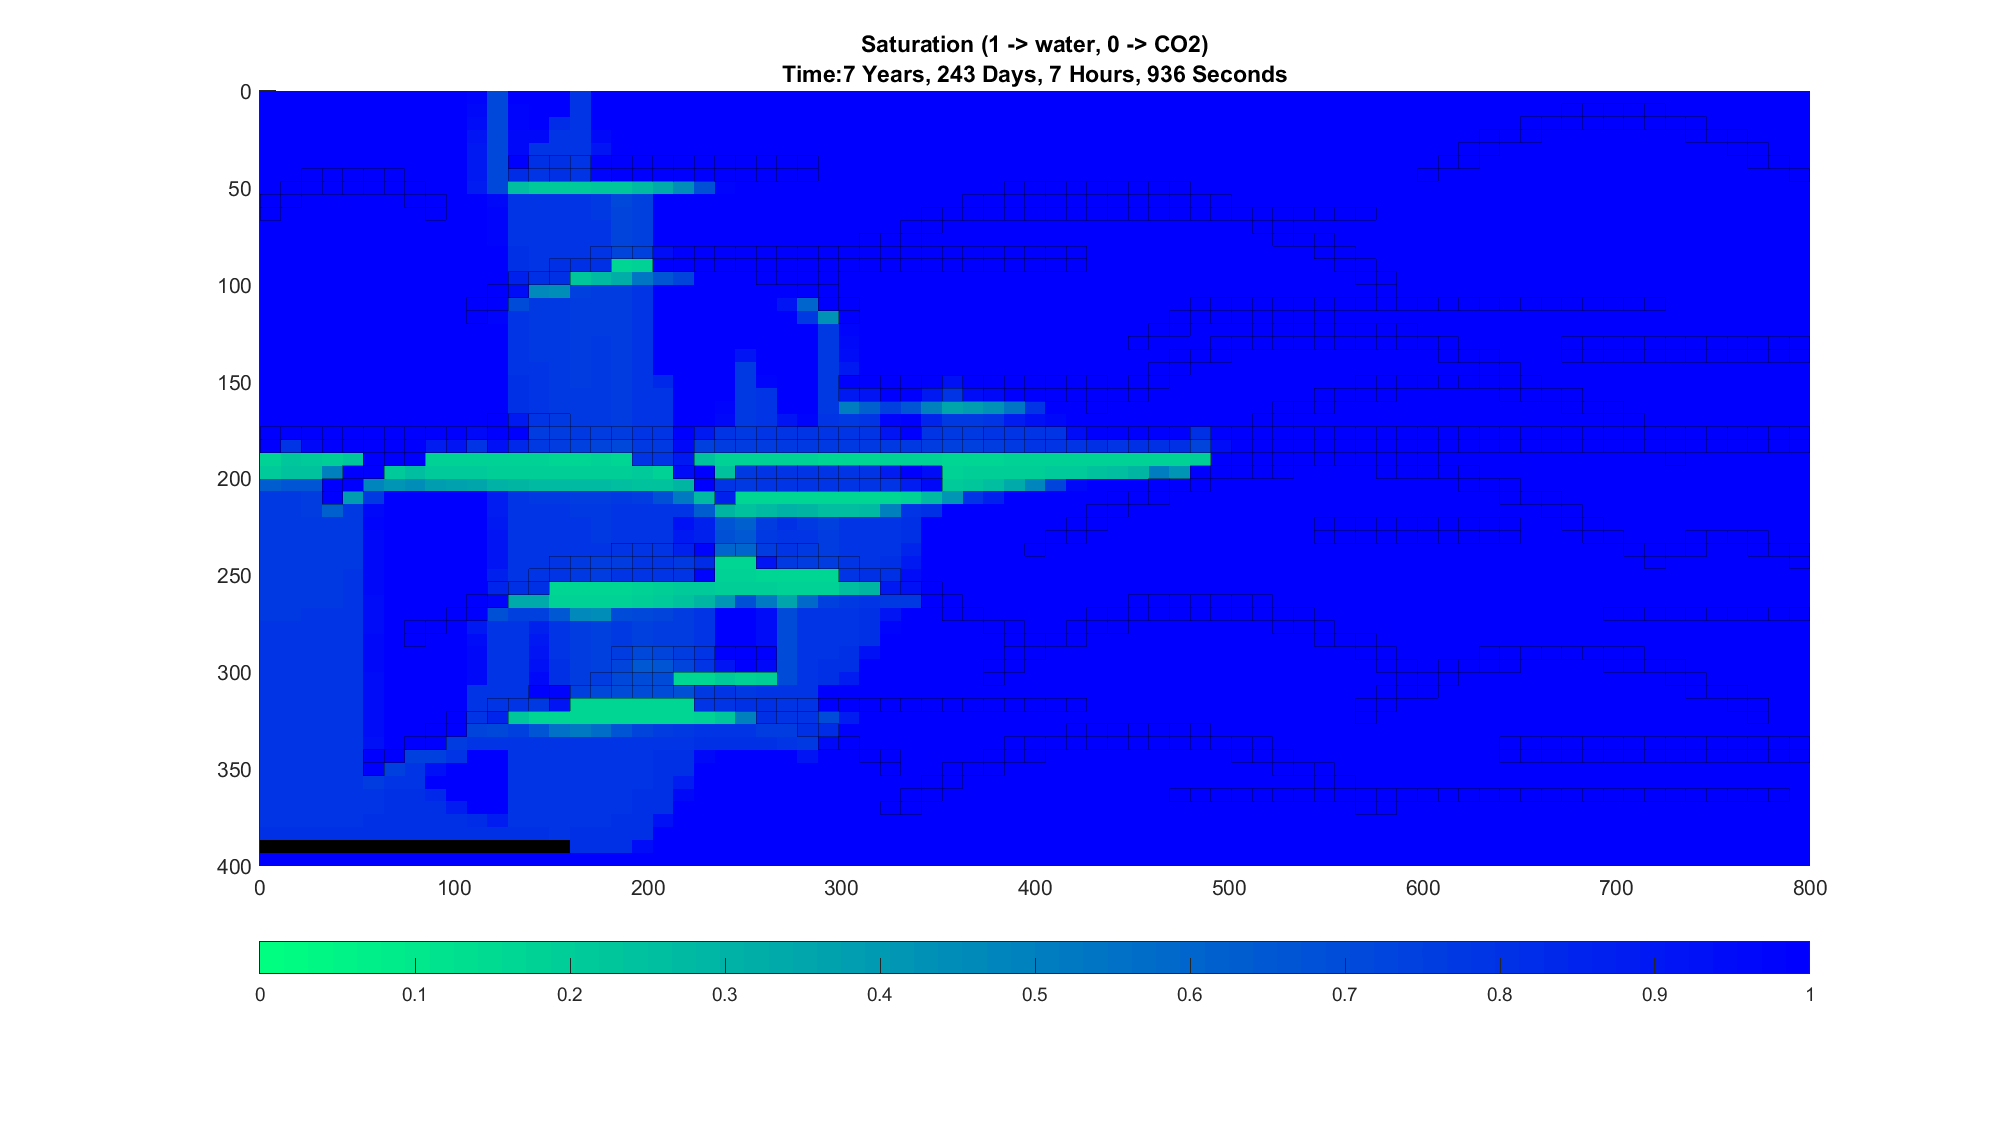 Saturation (1 -> water, 0 -> CO2)
Time:7 Years, 243 Days, 7 Hours, 936 Seconds
0
50
100
150
200
250
300
350
400
0 100 200 300 400 500 600 700 800
0 0.1 0.2 0.3 0.4 0.5 0.6 0.7 0.8 0.9 1